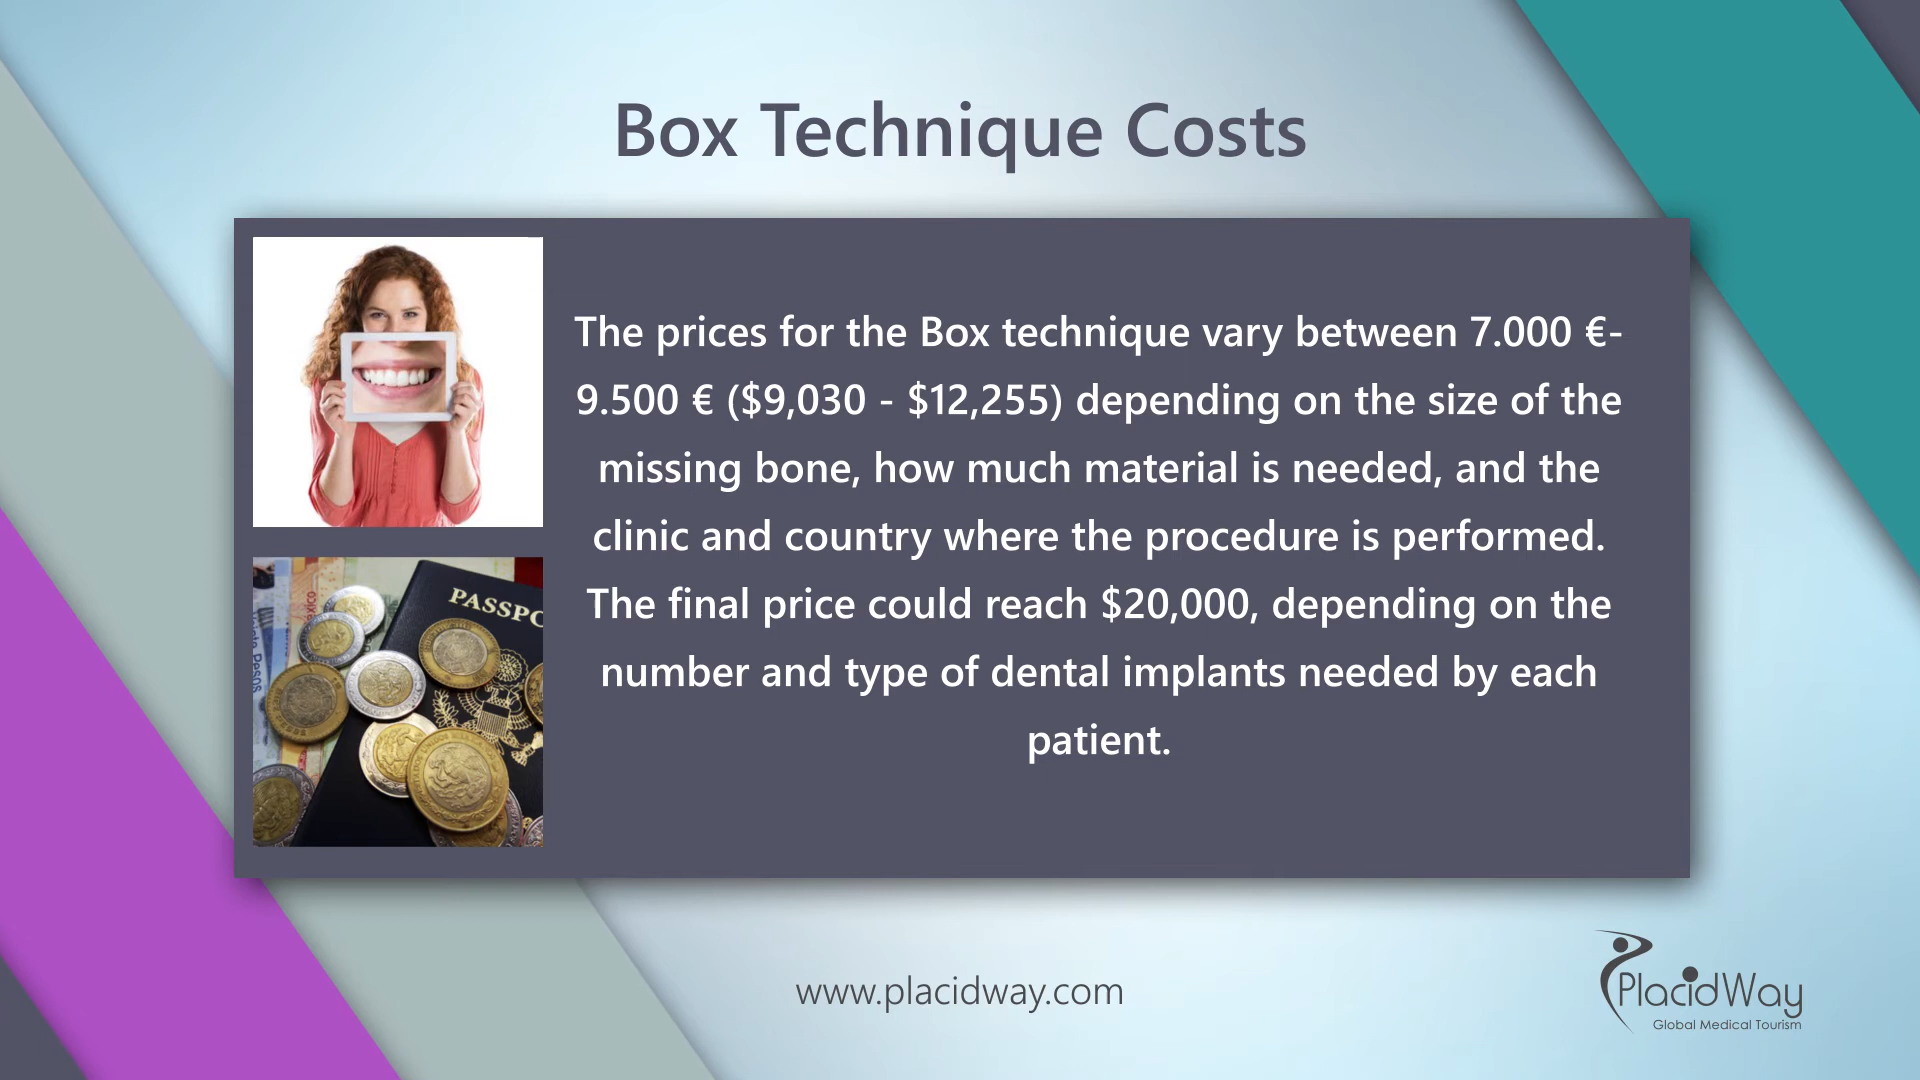 Box Technique Costs
The prices for the Box technique vary between 7.000 €-
9.500 € ($9,030 - $12,255) depending on the size of the
missing bone, how much material is needed, and the
clinic and country where the procedure is performed.
The final price could reach $20,000, depending on the
number and type of dental implants needed by each
patient.
PASSPO
www.placidway.com
PlacidWay
Global Medical Tourism